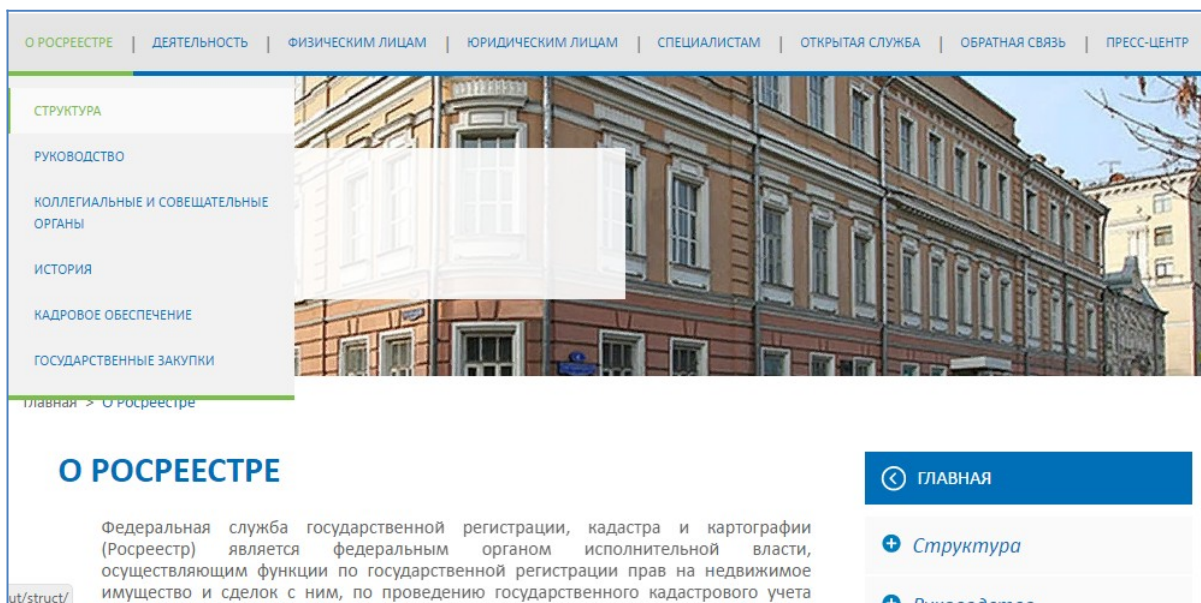 О РОСРЕЕСТРЕ | ДЕЯТЕЛЬНОСТЬ | ФИЗИЧЕСКИМ ЛИЦАМ | ЮРИДИЧЕСКИМ ЛИЦАМ | СПЕЦИАЛИСТАМ | ОТКРЫТАЯ СЛУЖБА | ОБРАТНАЯ СВЯЗЬ | ПРЕСС-ЦЕНТР
СТРУКТУРА
РУКОВОДСТВО
КОЛЛЕГИАЛЬНЫЕ И СОВЕЩАТЕЛЬНЫЕ
ОРГАНЫ
ИСТОРИЯ
КАДРОВОЕ ОБЕСПЕЧЕНИЕ
ГОСУДАРСТВЕННЫЕ ЗАКУПКИ
Главная > О Росреестре
О РОСРЕЕСТРЕ
Федеральная служба государственной регистрации, кадастра и картографии
(Росреестр) является федеральным органом исполнительной власти,
осуществляющим функции по государственной регистрации прав на недвижимое
имущество и сделок с ним, по проведению государственного кадастрового учета
ut/struct/
ГЛАВНАЯ
Структура
Руководство